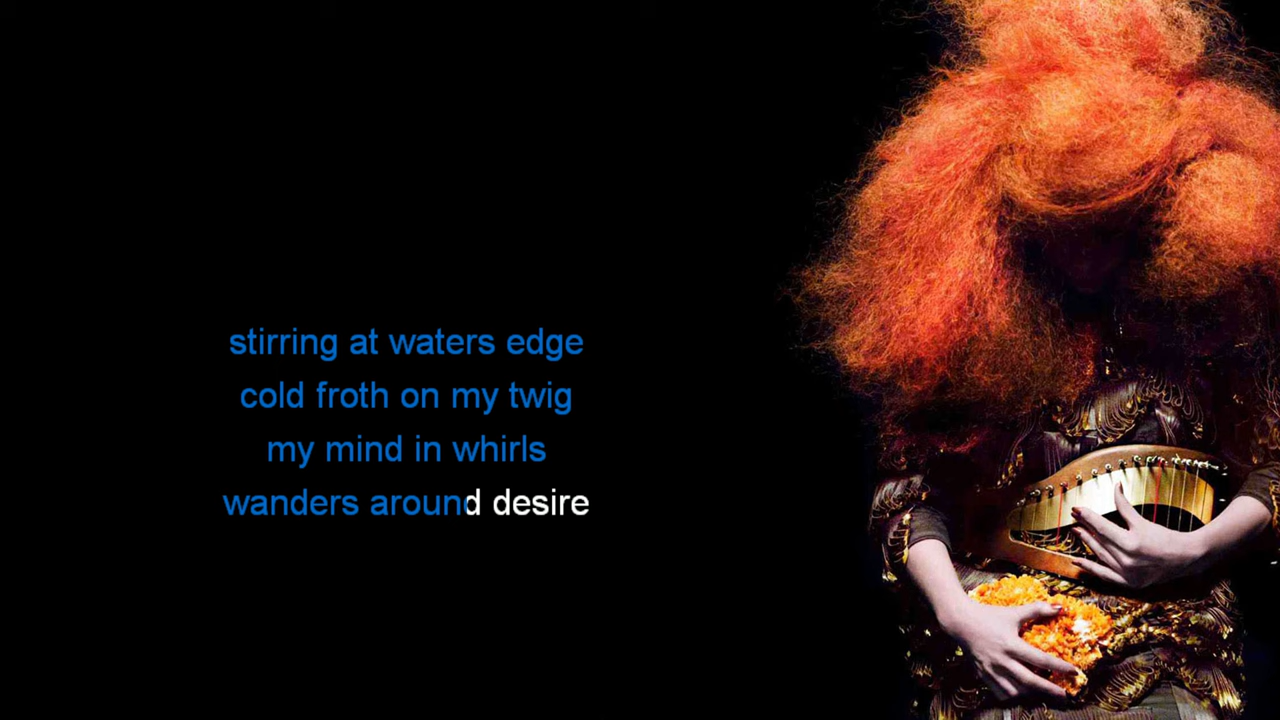 stirring at waters edge
cold froth on my twig
my mind in whirls
wanders around desire